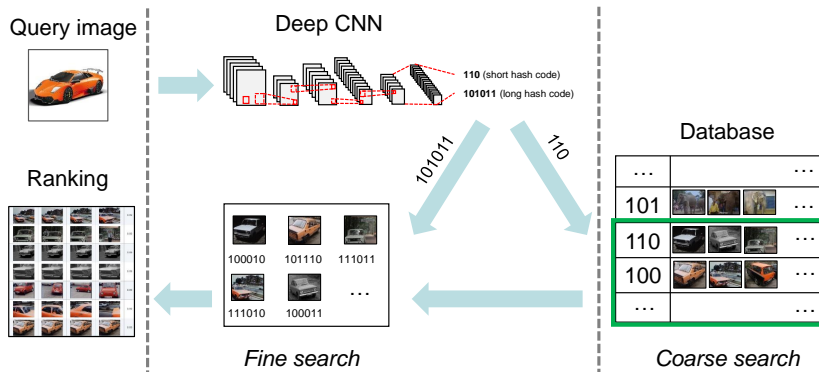 Query image
Deep CNN
110 (short hash code)
101011 (long hash code)
101011
110
Database
...
...
101
...
110
...
100
...
...
...
Ranking
100010 101110 111011
...
111010 100011
Fine search
Coarse search